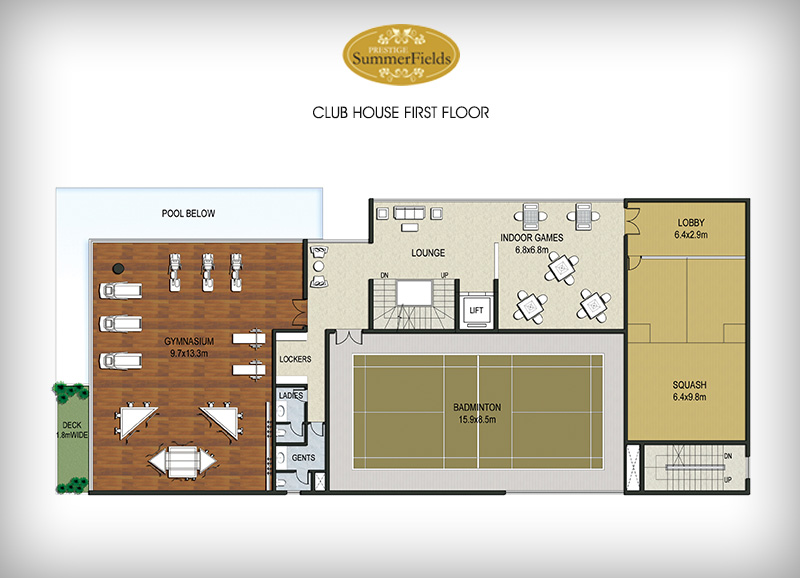 PRESTIGE
SummerFields
CLUB HOUSE FIRST FLOOR
POOL BELOW
LOUNGE
INDOOR GAMES
6.8x6.8m
LOBBY
6.4x2.9m
DN
UP
LIFT
GYMNASIUM
9.7x13.3m
LOCKERS
LADIES
GENTS
DECK
1.8mWIDE
BADMINTON
15.9x8.5m
SQUASH
6.4x9.8m
DN
UP